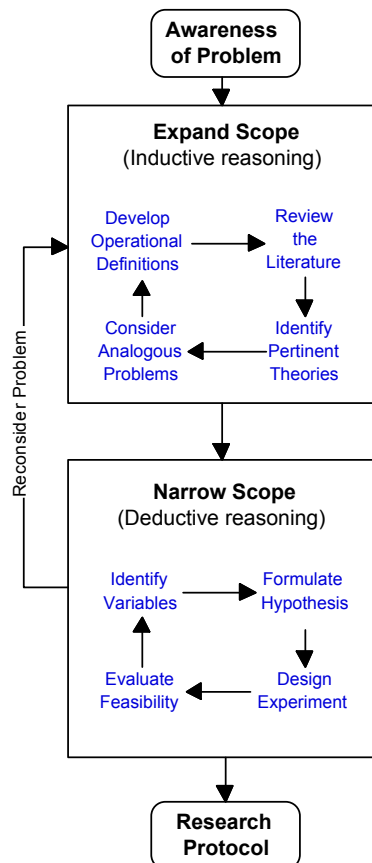 Awareness
of Problem
Expand Scope
(Inductive reasoning)
Develop
Operational
Definitions
Review
the
Literature
Consider
Analogous
Problems
Identify
Pertinent
Theories
Reconsider Problem
Narrow Scope
(Deductive reasoning)
Identify
Variables
Formulate
Hypothesis
Evaluate
Feasibility
Design
Experiment
Research
Protocol